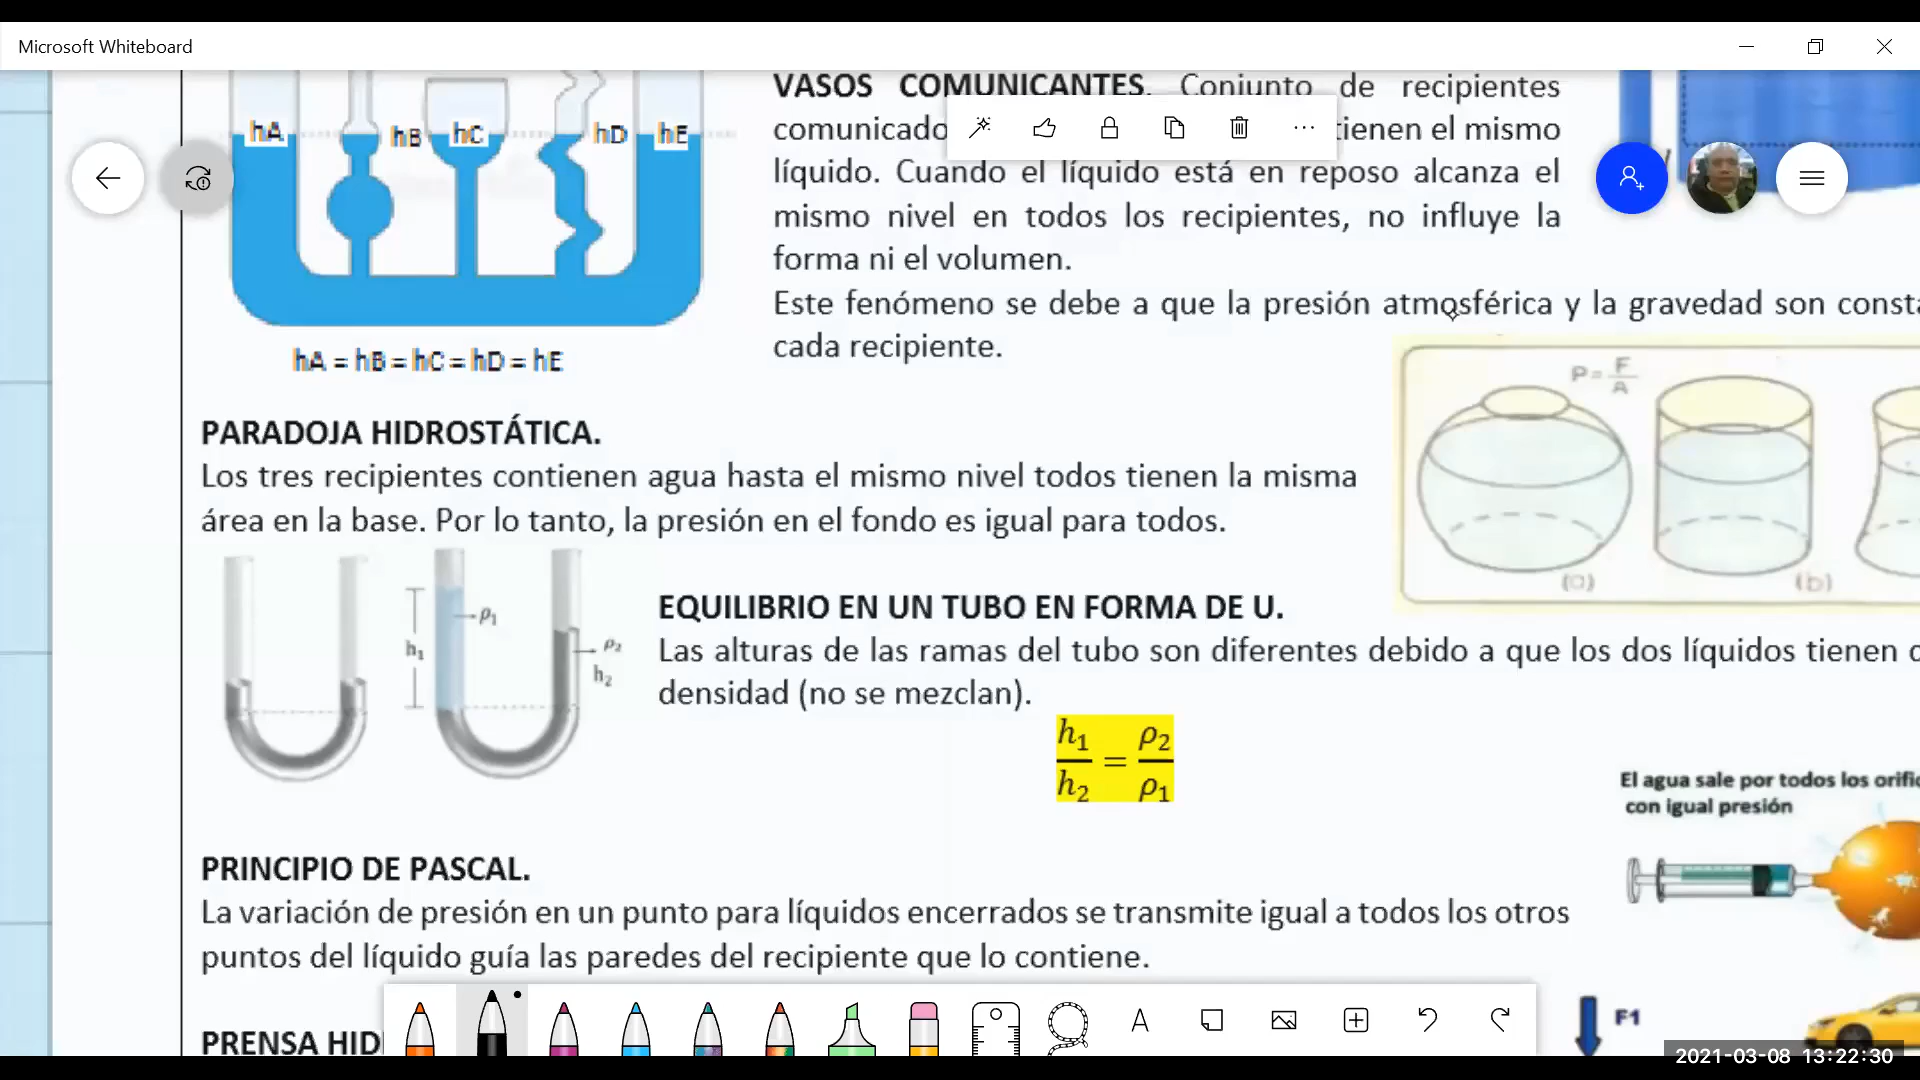 Microsoft Whiteboard
VASOS COMUNICANTES. Conjunto de recipientes
comunicado tienen el mismo
líquido. Cuando el líquido está en reposo alcanza el
mismo nivel en todos los recipientes, no influye la
forma ni el volumen.
Este fenómeno se debe a que la presión atmosférica y la gravedad son const
cada recipiente.
hA hB hC hD hE
hA = hB = hC = hD = hE
P = F/A
(a) (b)
PARADOJA HIDROSTÁTICA.
Los tres recipientes contienen agua hasta el mismo nivel todos tienen la misma
área en la base. Por lo tanto, la presión en el fondo es igual para todos.
h₁ ρ₁ ρ₂ h₂
EQUILIBRIO EN UN TUBO EN FORMA DE U.
Las alturas de las ramas del tubo son diferentes debido a que los dos líquidos tienen
densidad (no se mezclan).
h₁/h₂ = ρ₂/ρ₁
El agua sale por todos los orific
con igual presión
PRINCIPIO DE PASCAL.
La variación de presión en un punto para líquidos encerrados se transmite igual a todos los otros
puntos del líquido guía las paredes del recipiente que lo contiene.
PRENSA HID
F1
2021-03-08 13:22:30